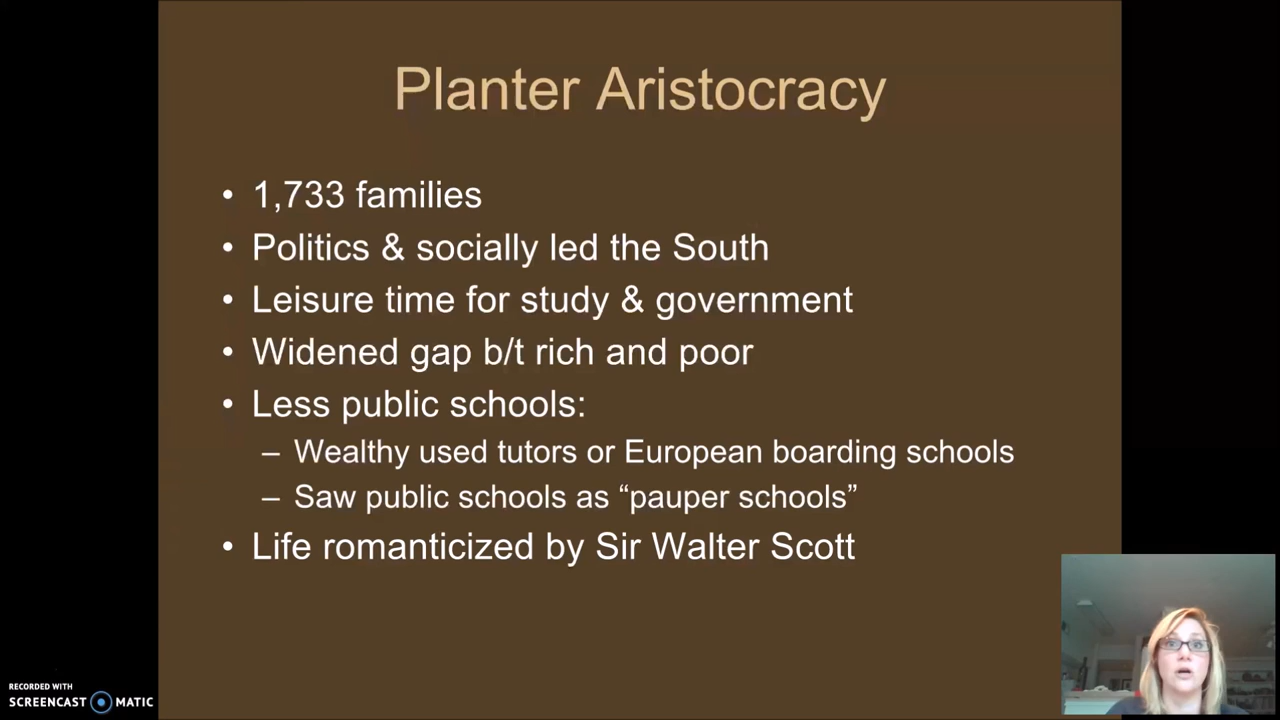 Planter Aristocracy
• 1,733 families
• Politics & socially led the South
• Leisure time for study & government
• Widened gap b/t rich and poor
• Less public schools:
– Wealthy used tutors or European boarding schools
– Saw public schools as “pauper schools”
• Life romanticized by Sir Walter Scott
RECORDED WITH
SCREENCAST MATIC